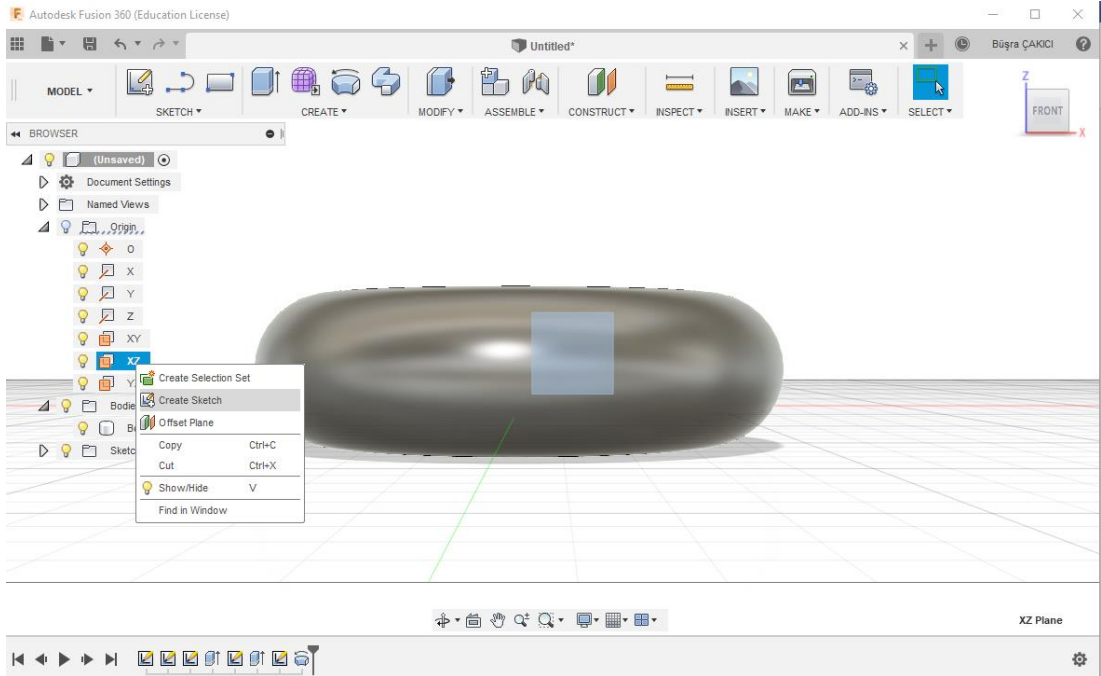 Autodesk Fusion 360 (Education License)
Untitled*
Büşra ÇAKICI
MODEL
SKETCH
CREATE
MODIFY
ASSEMBLE
CONSTRUCT
INSPECT
INSERT
MAKE
ADD-INS
SELECT
Z
FRONT
X
BROWSER
(Unsaved)
Document Settings
Named Views
Origin
O
X
Y
Z
XY
XZ
Create Selection Set
Create Sketch
Bodie
Offset Plane
Copy Ctrl+C
Sketc
Cut Ctrl+X
Show/Hide V
Find in Window
XZ Plane